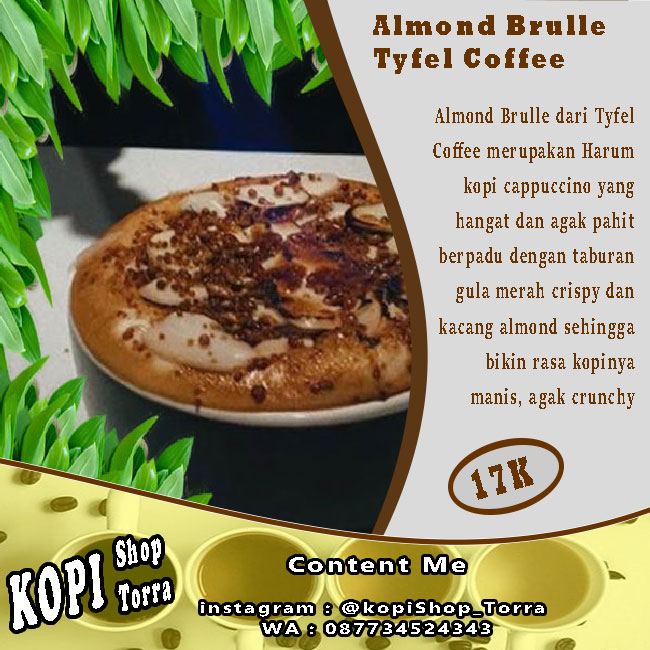 Almond Brulle
Tyfel Coffee
Almond Brulle dari Tyfel
Coffee merupakan Harum
kopi cappuccino yang
hangat dan agak pahit
berpadu dengan taburan
gula merah crispy dan
kacang almond sehingga
bikin rasa kopinya
manis, agak crunchy
17K
KOPI Shop
Torra
Content Me
instagram : @kopiShop_Torra
WA : 087734524343